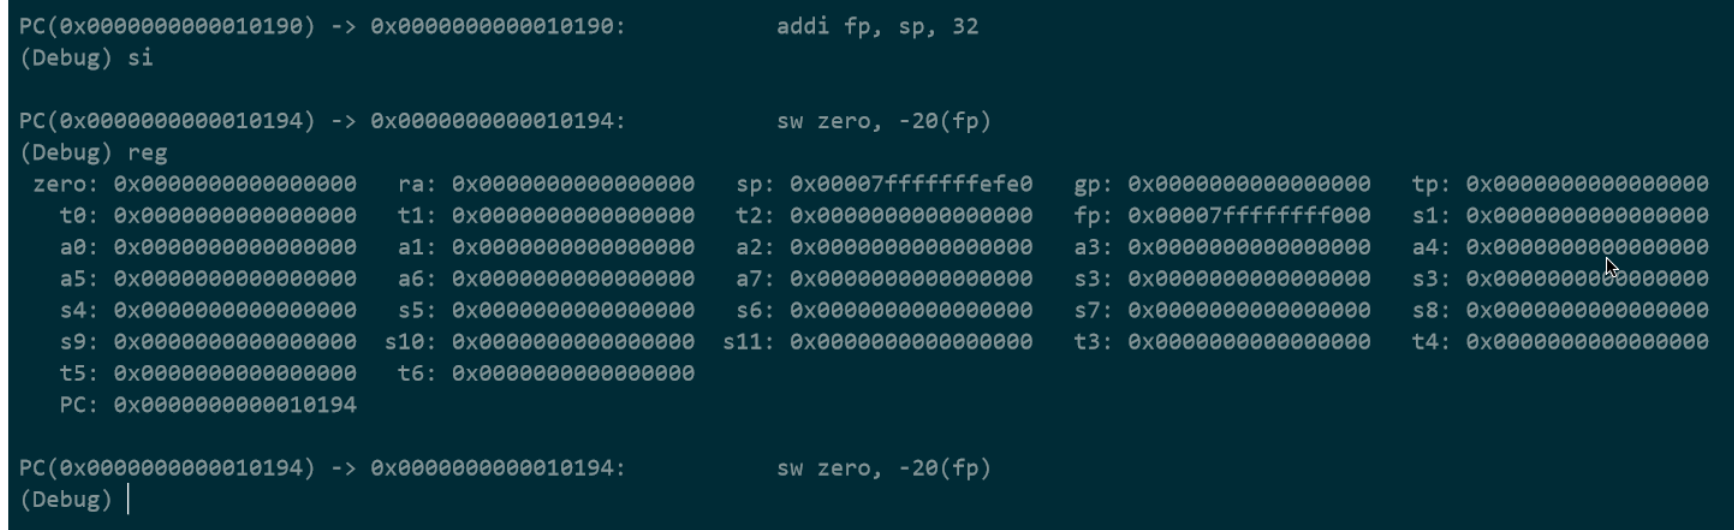 PC(0x0000000000010190) -> 0x0000000000010190: addi fp, sp, 32
(Debug) si
PC(0x0000000000010194) -> 0x0000000000010194: sw zero, -20(fp)
(Debug) reg
zero: 0x0000000000000000 ra: 0x0000000000000000 sp: 0x00007fffffffefe0 gp: 0x0000000000000000 tp: 0x0000000000000000
t0: 0x0000000000000000 t1: 0x0000000000000000 t2: 0x0000000000000000 fp: 0x00007ffffffff000 s1: 0x0000000000000000
a0: 0x0000000000000000 a1: 0x0000000000000000 a2: 0x0000000000000000 a3: 0x0000000000000000 a4: 0x0000000000000000
a5: 0x0000000000000000 a6: 0x0000000000000000 a7: 0x0000000000000000 s3: 0x0000000000000000 s3: 0x0000000000000000
s4: 0x0000000000000000 s5: 0x0000000000000000 s6: 0x0000000000000000 s7: 0x0000000000000000 s8: 0x0000000000000000
s9: 0x0000000000000000 s10: 0x0000000000000000 s11: 0x0000000000000000 t3: 0x0000000000000000 t4: 0x0000000000000000
t5: 0x0000000000000000 t6: 0x0000000000000000
PC: 0x0000000000010194
PC(0x0000000000010194) -> 0x0000000000010194: sw zero, -20(fp)
(Debug)